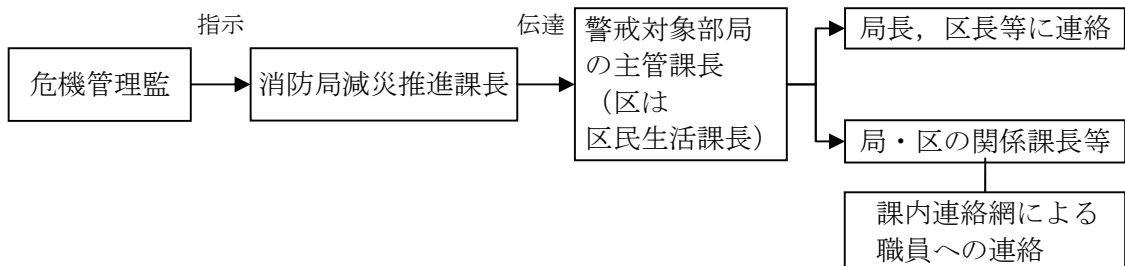 指示
危機管理監
消防局減災推進課長
伝達
警戒対象部局
の主管課長
（区は
区民生活課長）
局長，区長等に連絡
局・区の関係課長等
課内連絡網による
職員への連絡